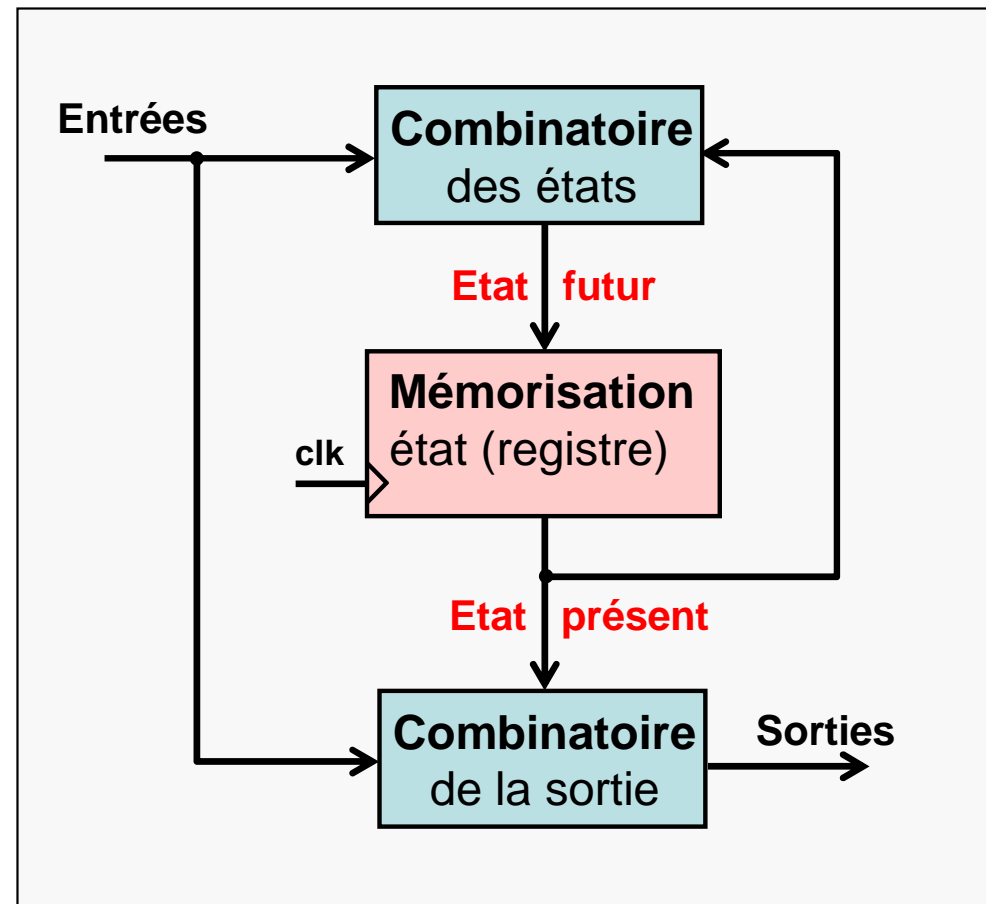 Entrées
Combinatoire
des états
Etat futur
Mémorisation
état (registre)
clk
Etat présent
Combinatoire
de la sortie
Sorties